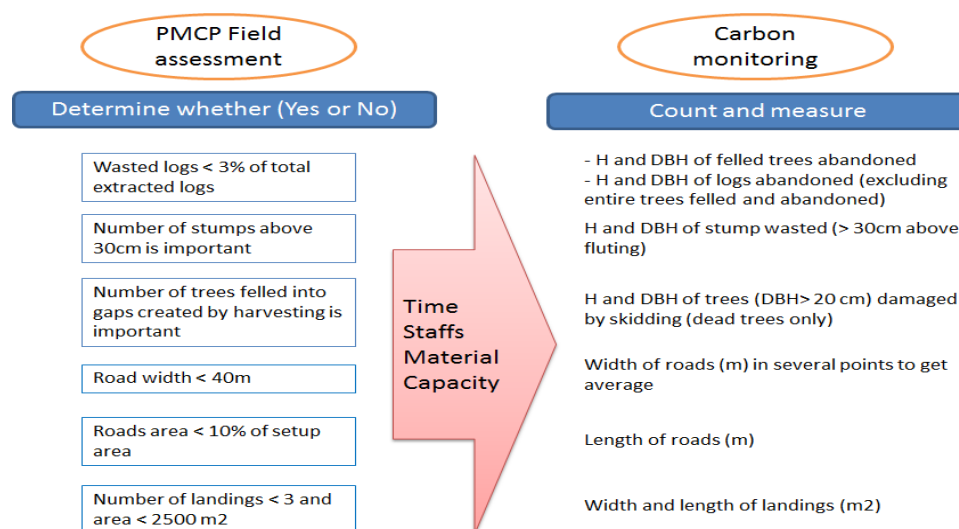 PMCP Field
assessment
Carbon
monitoring
Determine whether (Yes or No)
Count and measure
Wasted logs < 3% of total
extracted logs
- H and DBH of felled trees abandoned
- H and DBH of logs abandoned (excluding
entire trees felled and abandoned)
Number of stumps above
30cm is important
H and DBH of stump wasted (> 30cm above
fluting)
Number of trees felled into
gaps created by harvesting is
important
H and DBH of trees (DBH> 20 cm) damaged
by skidding (dead trees only)
Time
Staffs
Material
Capacity
Road width < 40m
Width of roads (m) in several points to get
average
Roads area < 10% of setup
area
Length of roads (m)
Number of landings < 3 and
area < 2500 m2
Width and length of landings (m2)